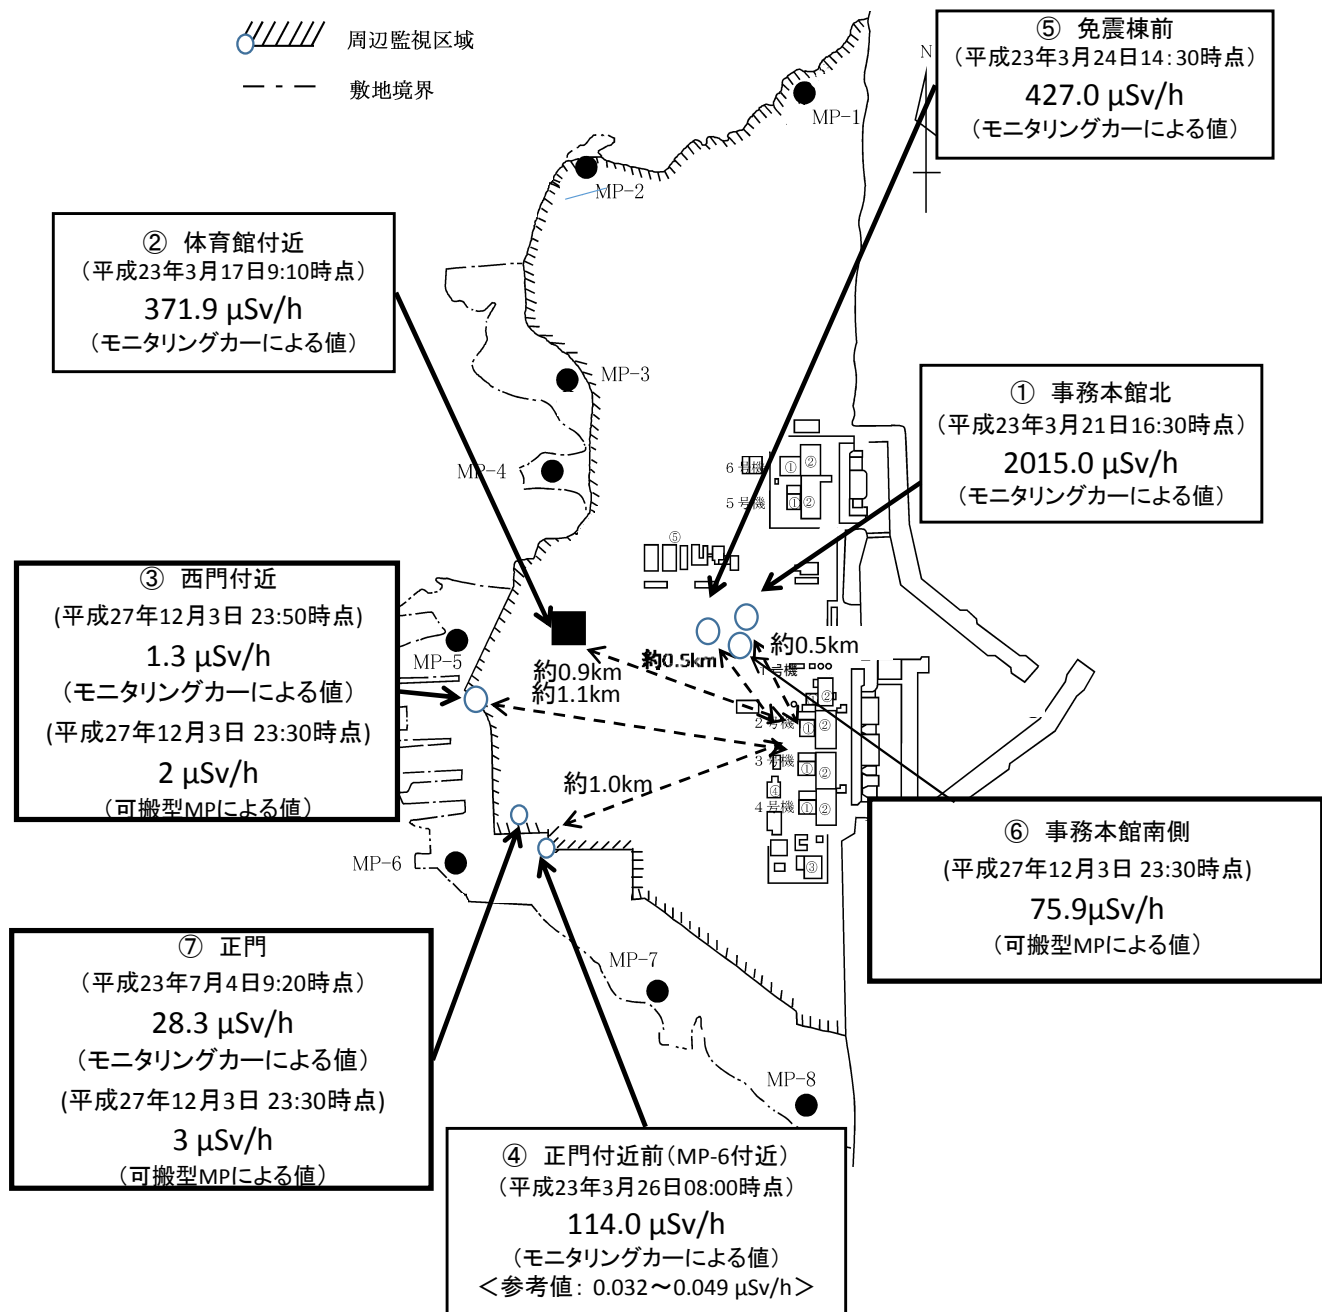 周辺監視区域
敷地境界
⑤ 免震棟前
（平成23年3月24日14：30時点）
427.0 μSv/h
（モニタリングカーによる値）
N
MP-1
MP-2
② 体育館付近
（平成23年3月17日9:10時点）
371.9 μSv/h
（モニタリングカーによる値）
MP-3
MP-4
① 事務本館北
（平成23年3月21日16:30時点）
2015.0 μSv/h
（モニタリングカーによる値）
6号機
①
②
5号機
①
②
⑤
③ 西門付近
(平成27年12月3日 23:50時点)
1.3 μSv/h
（モニタリングカーによる値）
(平成27年12月3日 23:30時点)
2 μSv/h
（可搬型MPによる値）
MP-5
約0.9km
約1.1km
約0.5km
約0.5km
1号機
②
2号機
①
②
3号機
①
②
④
4号機
①
②
③
約1.0km
MP-6
⑥ 事務本館南側
(平成27年12月3日 23:30時点)
75.9μSv/h
（可搬型MPによる値）
⑦ 正門
（平成23年7月4日9:20時点）
28.3 μSv/h
（モニタリングカーによる値）
(平成27年12月3日 23:30時点)
3 μSv/h
（可搬型MPによる値）
MP-7
MP-8
④ 正門付近前（MP-6付近）
（平成23年3月26日08:00時点）
114.0 μSv/h
（モニタリングカーによる値）
＜参考値： 0.032～0.049 μSv/h＞